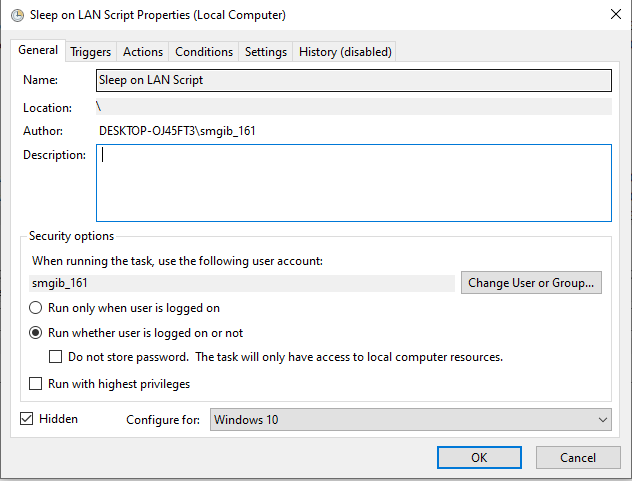 Sleep on LAN Script Properties (Local Computer)
General Triggers Actions Conditions Settings History (disabled)
Name: Sleep on LAN Script
Location: \
Author: DESKTOP-OJ45FT3\smgib_161
Description:
Security options
When running the task, use the following user account:
smgib_161 Change User or Group...
Run only when user is logged on
Run whether user is logged on or not
Do not store password. The task will only have access to local computer resources.
Run with highest privileges
Hidden Configure for: Windows 10
OK Cancel